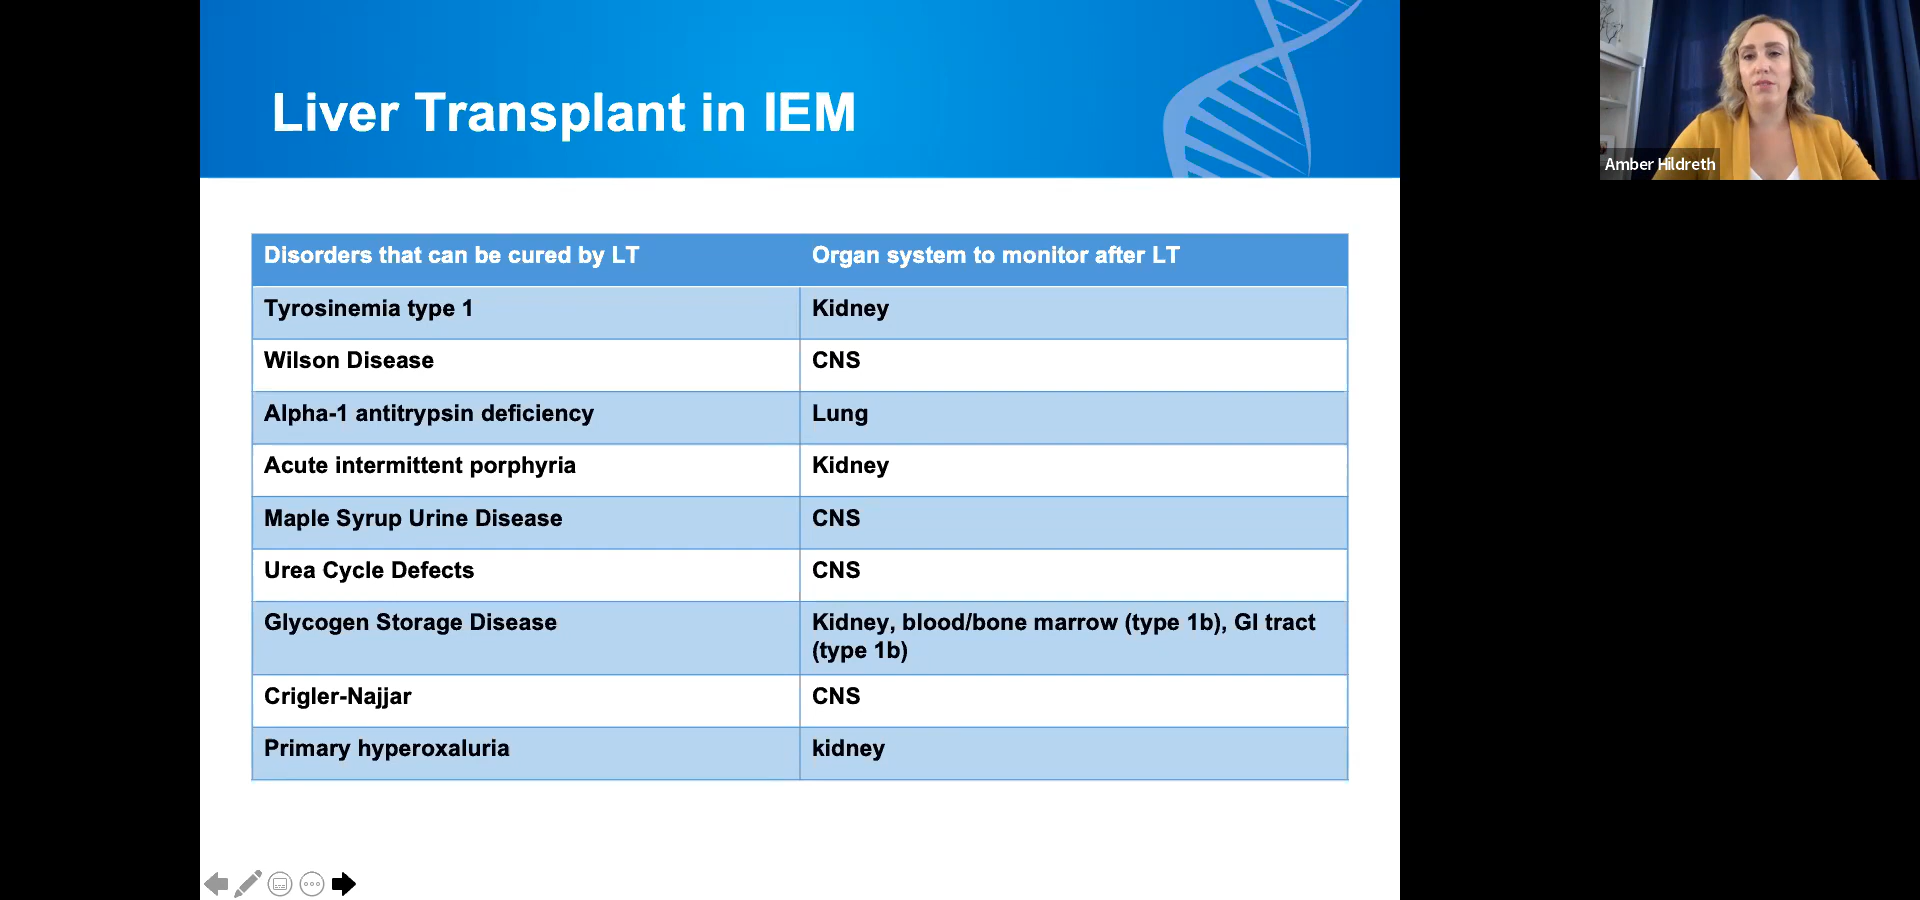 Liver Transplant in IEM
Amber Hildreth
Disorders that can be cured by LT
Organ system to monitor after LT
Tyrosinemia type 1
Kidney
Wilson Disease
CNS
Alpha-1 antitrypsin deficiency
Lung
Acute intermittent porphyria
Kidney
Maple Syrup Urine Disease
CNS
Urea Cycle Defects
CNS
Glycogen Storage Disease
Kidney, blood/bone marrow (type 1b), GI tract
(type 1b)
Crigler-Najjar
CNS
Primary hyperoxaluria
kidney